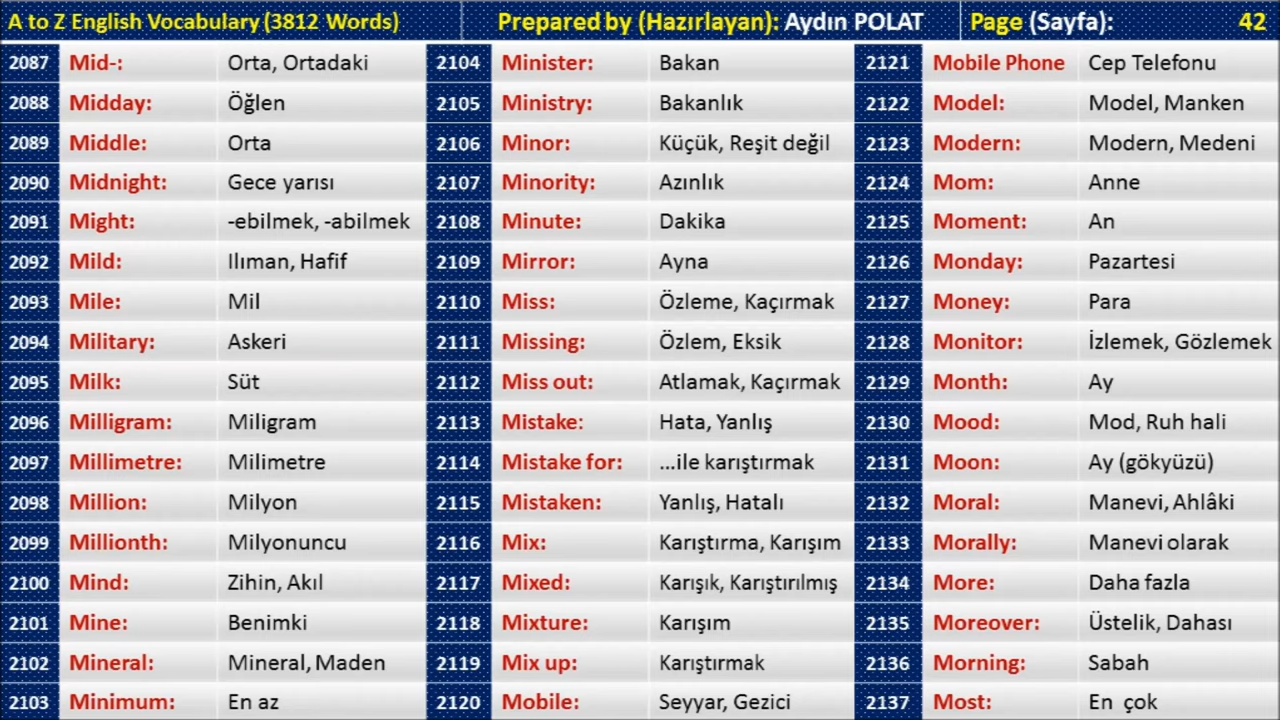 A to Z English Vocabulary (3812 Words) Prepared by (Hazırlayan): Aydın POLAT Page (Sayfa): 42
2087 Mid-: Orta, Ortadaki
2088 Midday: Öğlen
2089 Middle: Orta
2090 Midnight: Gece yarısı
2091 Might: -ebilmek, -abilmek
2092 Mild: Ilıman, Hafif
2093 Mile: Mil
2094 Military: Askeri
2095 Milk: Süt
2096 Milligram: Miligram
2097 Millimetre: Milimetre
2098 Million: Milyon
2099 Millionth: Milyonuncu
2100 Mind: Zihin, Akıl
2101 Mine: Benimki
2102 Mineral: Mineral, Maden
2103 Minimum: En az
2104 Minister: Bakan
2105 Ministry: Bakanlık
2106 Minor: Küçük, Reşit değil
2107 Minority: Azınlık
2108 Minute: Dakika
2109 Mirror: Ayna
2110 Miss: Özleme, Kaçırmak
2111 Missing: Özlem, Eksik
2112 Miss out: Atlamak, Kaçırmak
2113 Mistake: Hata, Yanlış
2114 Mistake for: ...ile karıştırmak
2115 Mistaken: Yanlış, Hatalı
2116 Mix: Karıştırma, Karışım
2117 Mixed: Karışık, Karıştırılmış
2118 Mixture: Karışım
2119 Mix up: Karıştırmak
2120 Mobile: Seyyar, Gezici
2121 Mobile Phone Cep Telefonu
2122 Model: Model, Manken
2123 Modern: Modern, Medeni
2124 Mom: Anne
2125 Moment: An
2126 Monday: Pazartesi
2127 Money: Para
2128 Monitor: İzlemek, Gözlemek
2129 Month: Ay
2130 Mood: Mod, Ruh hali
2131 Moon: Ay (gökyüzü)
2132 Moral: Manevi, Ahlâki
2133 Morally: Manevi olarak
2134 More: Daha fazla
2135 Moreover: Üstelik, Dahası
2136 Morning: Sabah
2137 Most: En çok